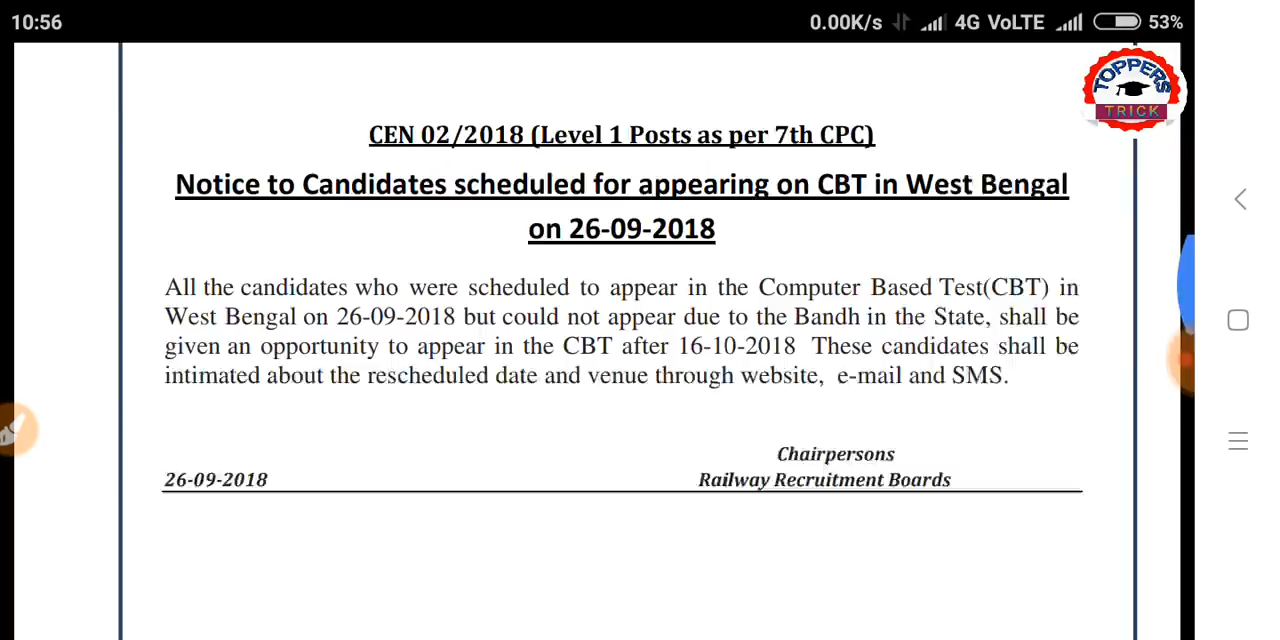 10:56
0.00K/s 4G VoLTE 53%
TOPPERS
TRICK
CEN 02/2018 (Level 1 Posts as per 7th CPC)
Notice to Candidates scheduled for appearing on CBT in West Bengal
on 26-09-2018
All the candidates who were scheduled to appear in the Computer Based Test(CBT) in
West Bengal on 26-09-2018 but could not appear due to the Bandh in the State, shall be
given an opportunity to appear in the CBT after 16-10-2018 These candidates shall be
intimated about the rescheduled date and venue through website, e-mail and SMS.
Chairpersons
26-09-2018 Railway Recruitment Boards